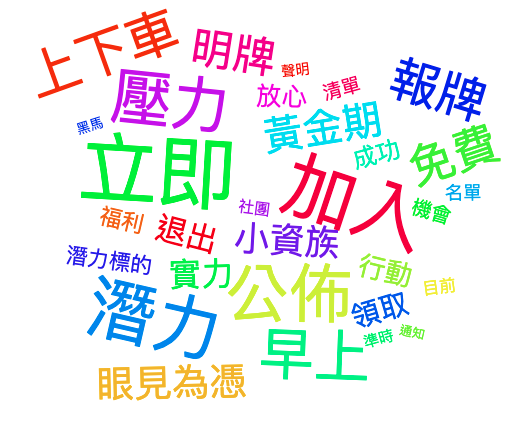 上下車
明牌
聲明
報牌
壓力
放心
清單
黑馬
黃金期
成功
免費
立即
加入
名單
福利
社團
機會
退出
小資族
潛力標的
實力
公佈
行動
目前
潛力
領取
早上
準時
通知
眼見為憑